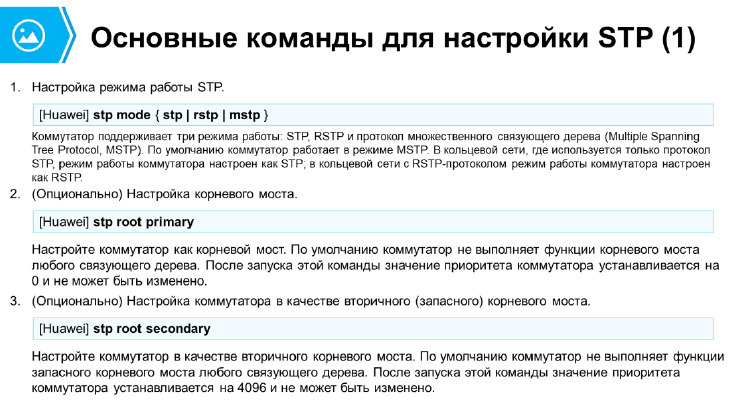 Основные команды для настройки STP (1)
1. Настройка режима работы STP.
[Huawei] stp mode { stp | rstp | mstp }
Коммутатор поддерживает три режима работы: STP, RSTP и протокол множественного связующего дерева (Multiple Spanning
Tree Protocol, MSTP). По умолчанию коммутатор работает в режиме MSTP. В кольцевой сети, где используется только протокол
STP, режим работы коммутатора настроен как STP; в кольцевой сети с RSTP-протоколом режим работы коммутатора настроен
как RSTP.
2. (Опционально) Настройка корневого моста.
[Huawei] stp root primary
Настройте коммутатор как корневой мост. По умолчанию коммутатор не выполняет функции корневого моста
любого связующего дерева. После запуска этой команды значение приоритета коммутатора устанавливается на
0 и не может быть изменено.
3. (Опционально) Настройка коммутатора в качестве вторичного (запасного) корневого моста.
[Huawei] stp root secondary
Настройте коммутатор в качестве вторичного корневого моста. По умолчанию коммутатор не выполняет функции
запасного корневого моста любого связующего дерева. После запуска этой команды значение приоритета
коммутатора устанавливается на 4096 и не может быть изменено.